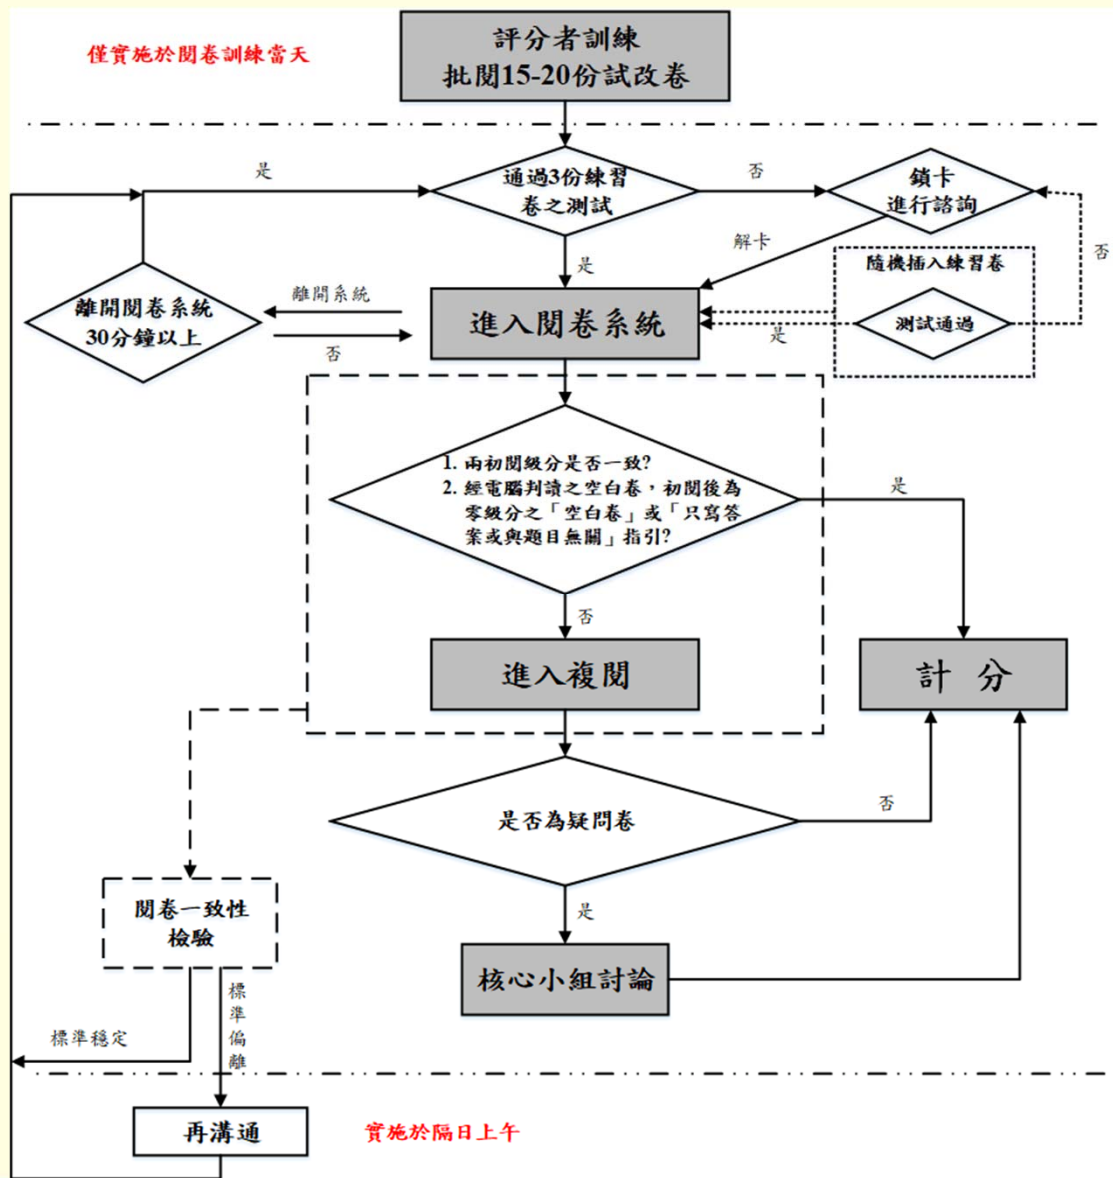 僅實施於閱卷訓練當天
評分者訓練
批閱15-20份試改卷
是
通過3份練習
卷之測試
否
鎖卡
進行諮詢
是
解卡
否
隨機插入練習卷
離開閱卷系統
30分鐘以上
離開系統
否
進入閱卷系統
是
測試通過
1. 兩初閱級分是否一致?
2. 經電腦判讀之空白卷，初閱後為
零級分之「空白卷」或「只寫答
案或與題目無關」指引?
是
否
進入複閱
計 分
是否為疑問卷
否
是
閱卷一致性
檢驗
核心小組討論
標準穩定
標
準
偏
離
再溝通
實施於隔日上午